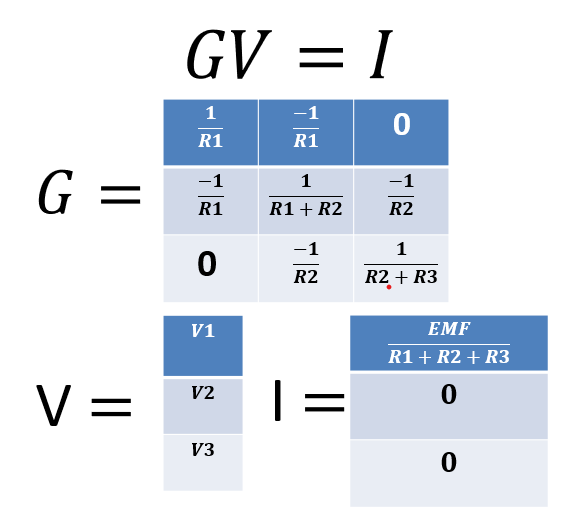 GV = I
1/R1 -1/R1 0
G = -1/R1 1/(R1 + R2) -1/R2
0 -1/R2 1/(R2 + R3)
V = V1 V2 V3
I = EMF/(R1 + R2 + R3) 0 0